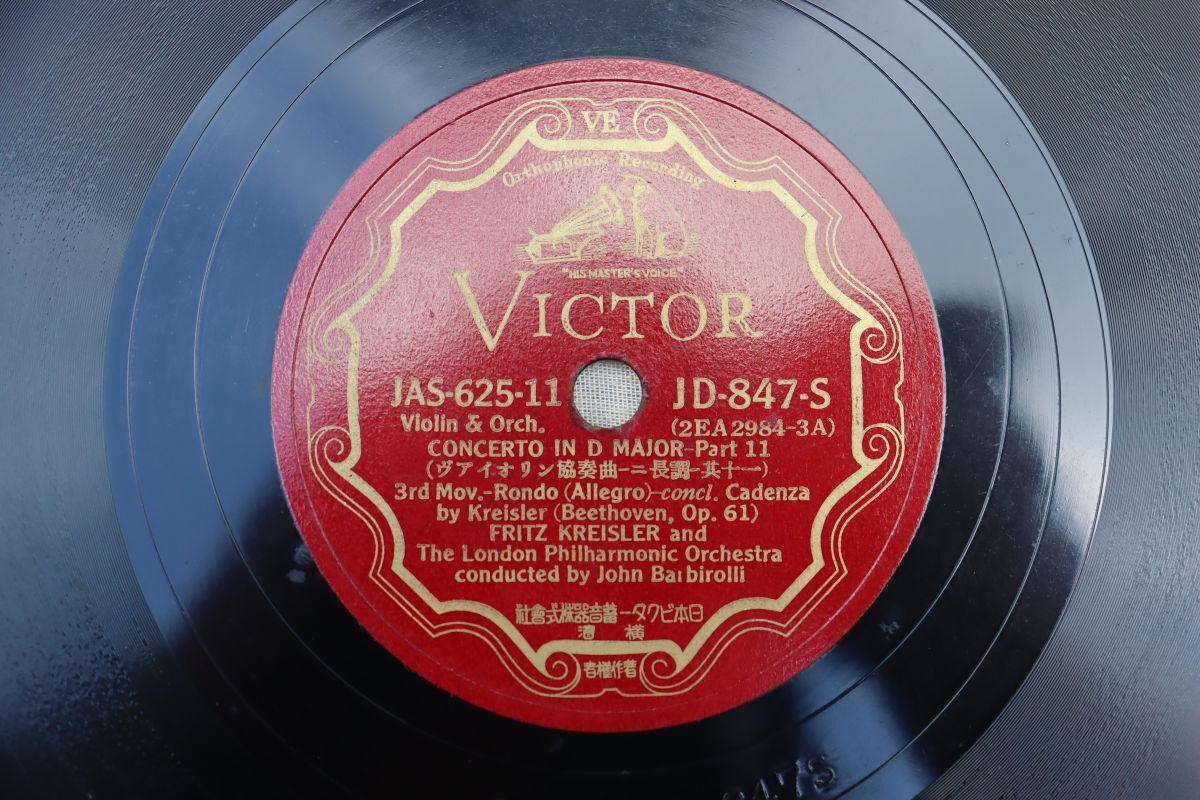 VE
Orthophonic Recording
"HIS MASTER'S VOICE"
VICTOR
JAS-625-11 JD-847-S
Violin & Orch. (2EA2984-3A)
CONCERTO IN D MAJOR-Part 11
(ヴアイオリン協奏曲-ニ長調-其十一)
3rd Mov.-Rondo (Allegro)-concl. Cadenza
by Kreisler (Beethoven, Op. 61)
FRITZ KREISLER and
The London Philharmonic Orchestra
conducted by John Barbirolli
社會式株器音蓄ータクビ本日
濱横
者權作著
847S